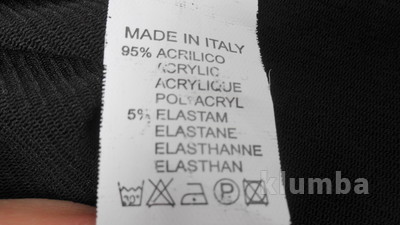 MADE IN ITALY
95% ACRILICO
ACRYLIC
ACRYLIQUE
POLYACRYL
5% ELASTAM
ELASTANE
ELASTHANNE
ELASTHAN
P
klumba